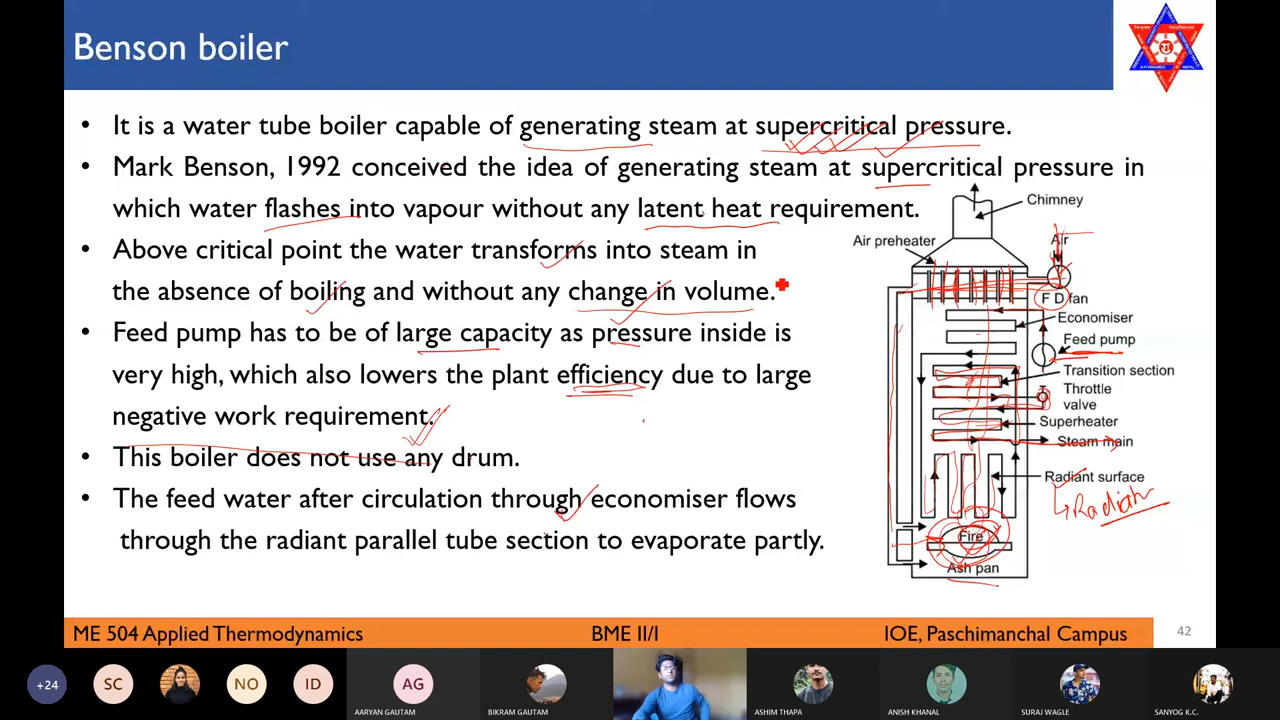 Benson boiler
• It is a water tube boiler capable of generating steam at supercritical pressure.
• Mark Benson, 1992 conceived the idea of generating steam at supercritical pressure in
which water flashes into vapour without any latent heat requirement.
• Above critical point the water transforms into steam in
the absence of boiling and without any change in volume.
• Feed pump has to be of large capacity as pressure inside is
very high, which also lowers the plant efficiency due to large
negative work requirement.
• This boiler does not use any drum.
• The feed water after circulation through economiser flows
through the radiant parallel tube section to evaporate partly.
Chimney
Air preheater
Air
F D fan
Economiser
Feed pump
Transition section
Throttle
valve
Superheater
Steam main
Radiant surface
Fire
Ash pan
ME 504 Applied Thermodynamics
BME II/I
IOE, Paschimanchal Campus
42
+24
SC
NO
ID
AG
AARYAN GAUTAM
BIKRAM GAUTAM
ASHIM THAPA
ANISH KHANAL
SURAJ WAGLE
SANYOG K.C.